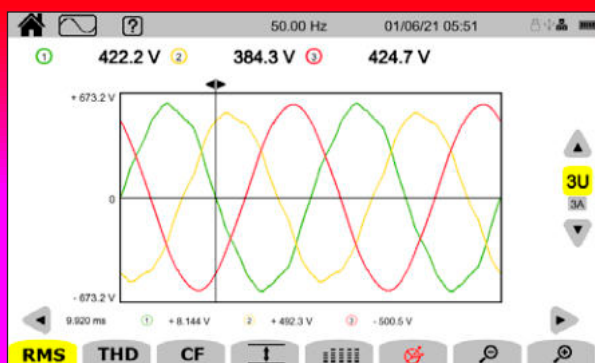 ? 50.00 Hz 01/06/21 05:51
1 422.2 V 2 384.3 V 3 424.7 V
+ 673.2 V
0
- 673.2 V
3U
3A
9.920 ms 1 + 8.144 V 2 + 492.3 V 3 - 500.5 V
RMS THD CF